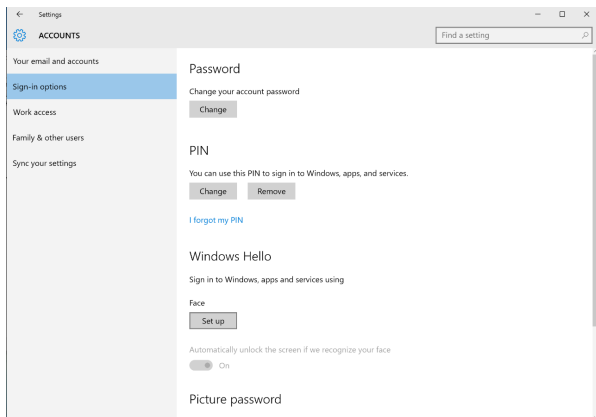 Settings
ACCOUNTS
Find a setting
Your email and accounts
Sign-in options
Work access
Family & other users
Sync your settings
Password
Change your account password
Change
PIN
You can use this PIN to sign in to Windows, apps, and services.
Change Remove
I forgot my PIN
Windows Hello
Sign in to Windows, apps and services using
Face
Set up
Automatically unlock the screen if we recognize your face
On
Picture password